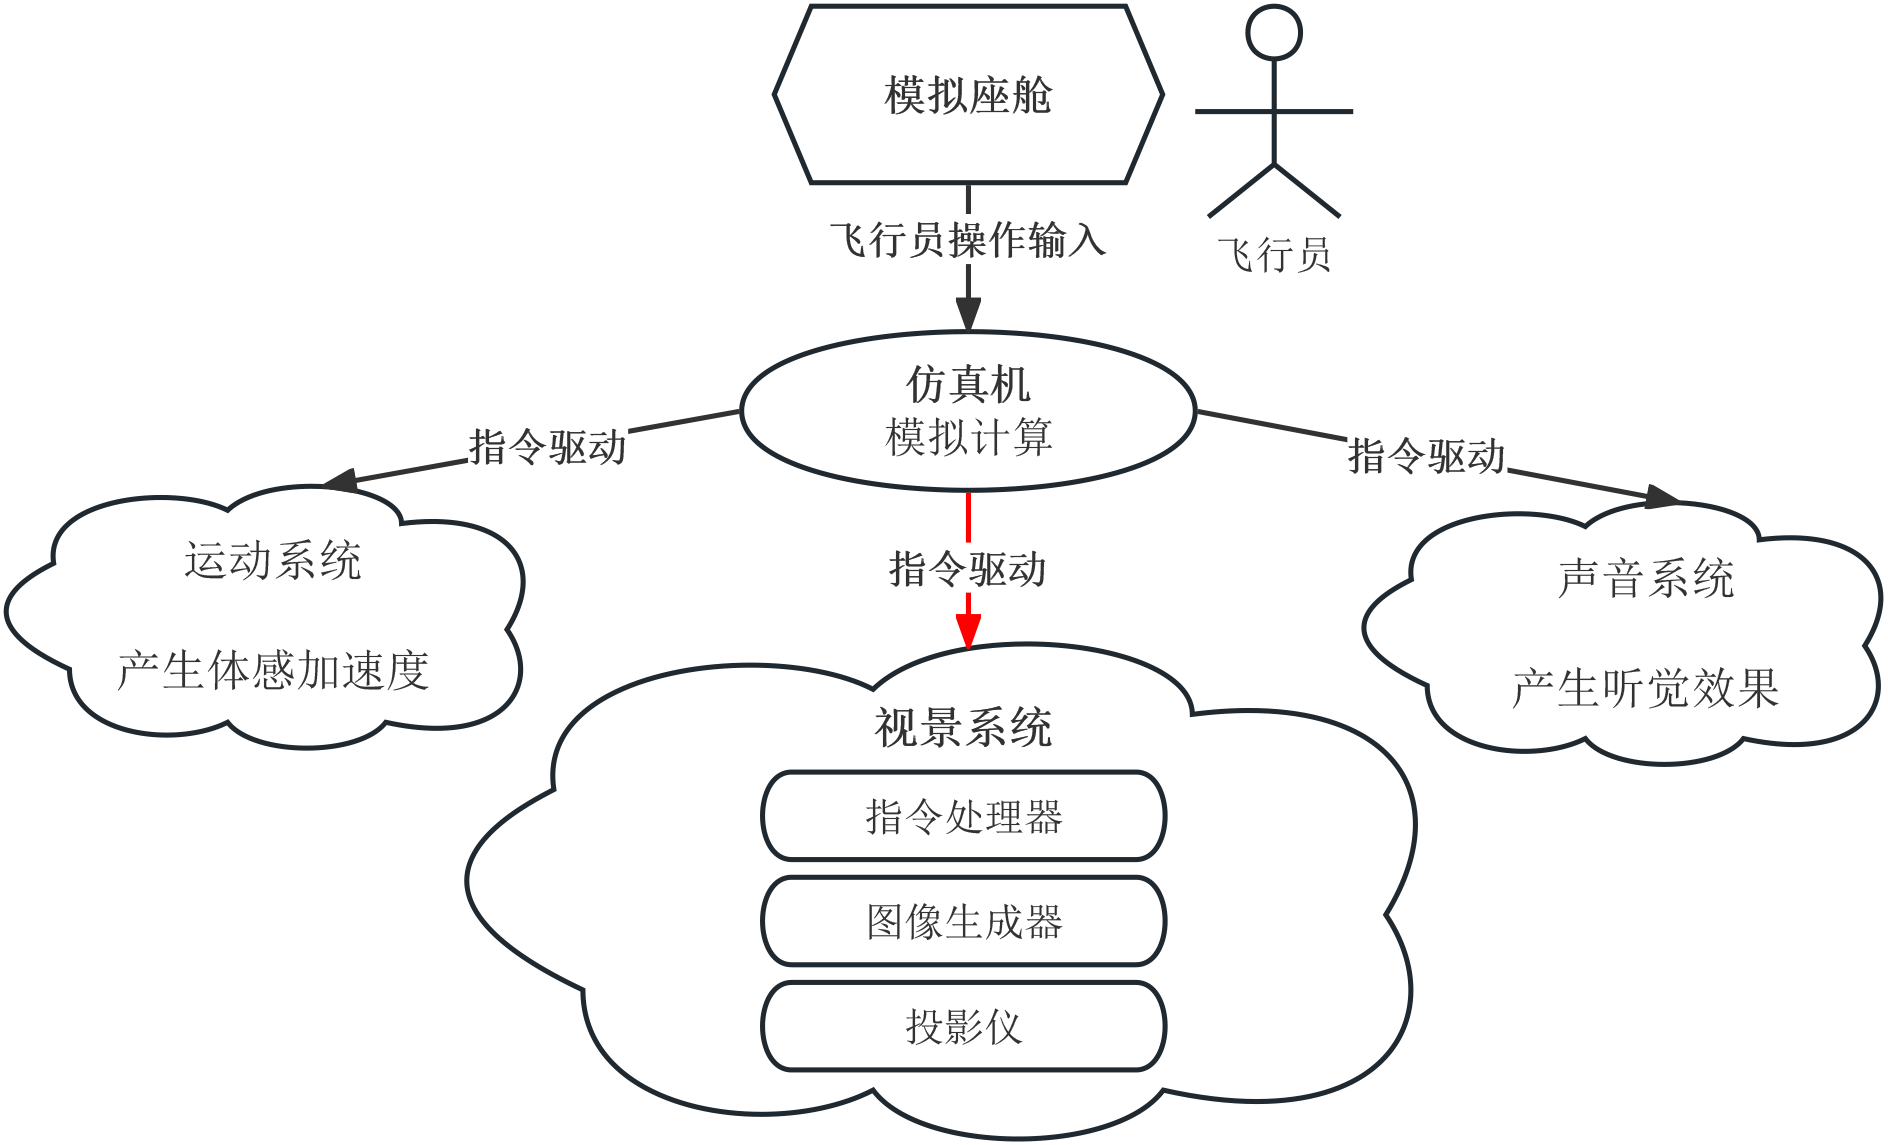 模拟座舱
飞行员操作输入
飞行员
仿真机
模拟计算
指令驱动
指令驱动
指令驱动
运动系统
产生体感加速度
声音系统
产生听觉效果
视景系统
指令处理器
图像生成器
投影仪